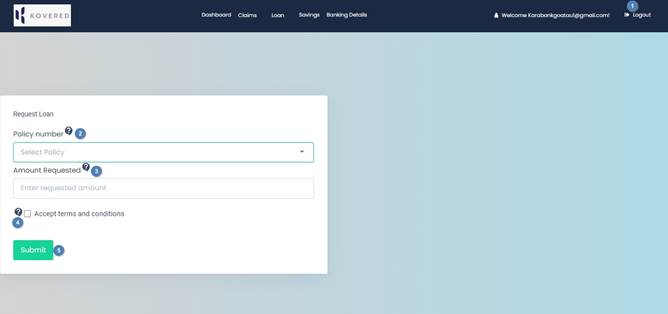 KOVERED Dashboard Claims Loan Savings Banking Details Welcome Karabonkgoatau1@gmail.com! Logout
1
Request Loan
Policy number ? 2
Select Policy
Amount Requested ? 3
Enter requested amount
? Accept terms and conditions
4
Submit 5